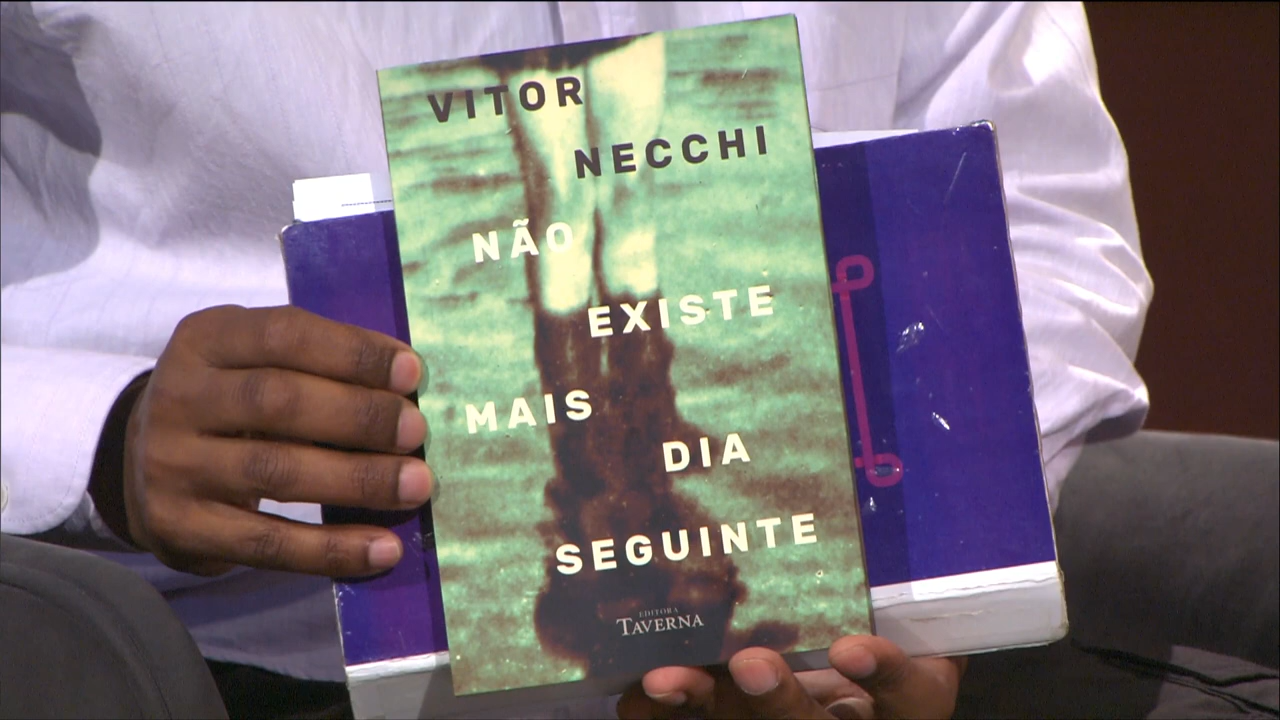 VITOR
NECCHI
NÃO
EXISTE
MAIS
DIA
SEGUINTE
EDITORA
TAVERNA